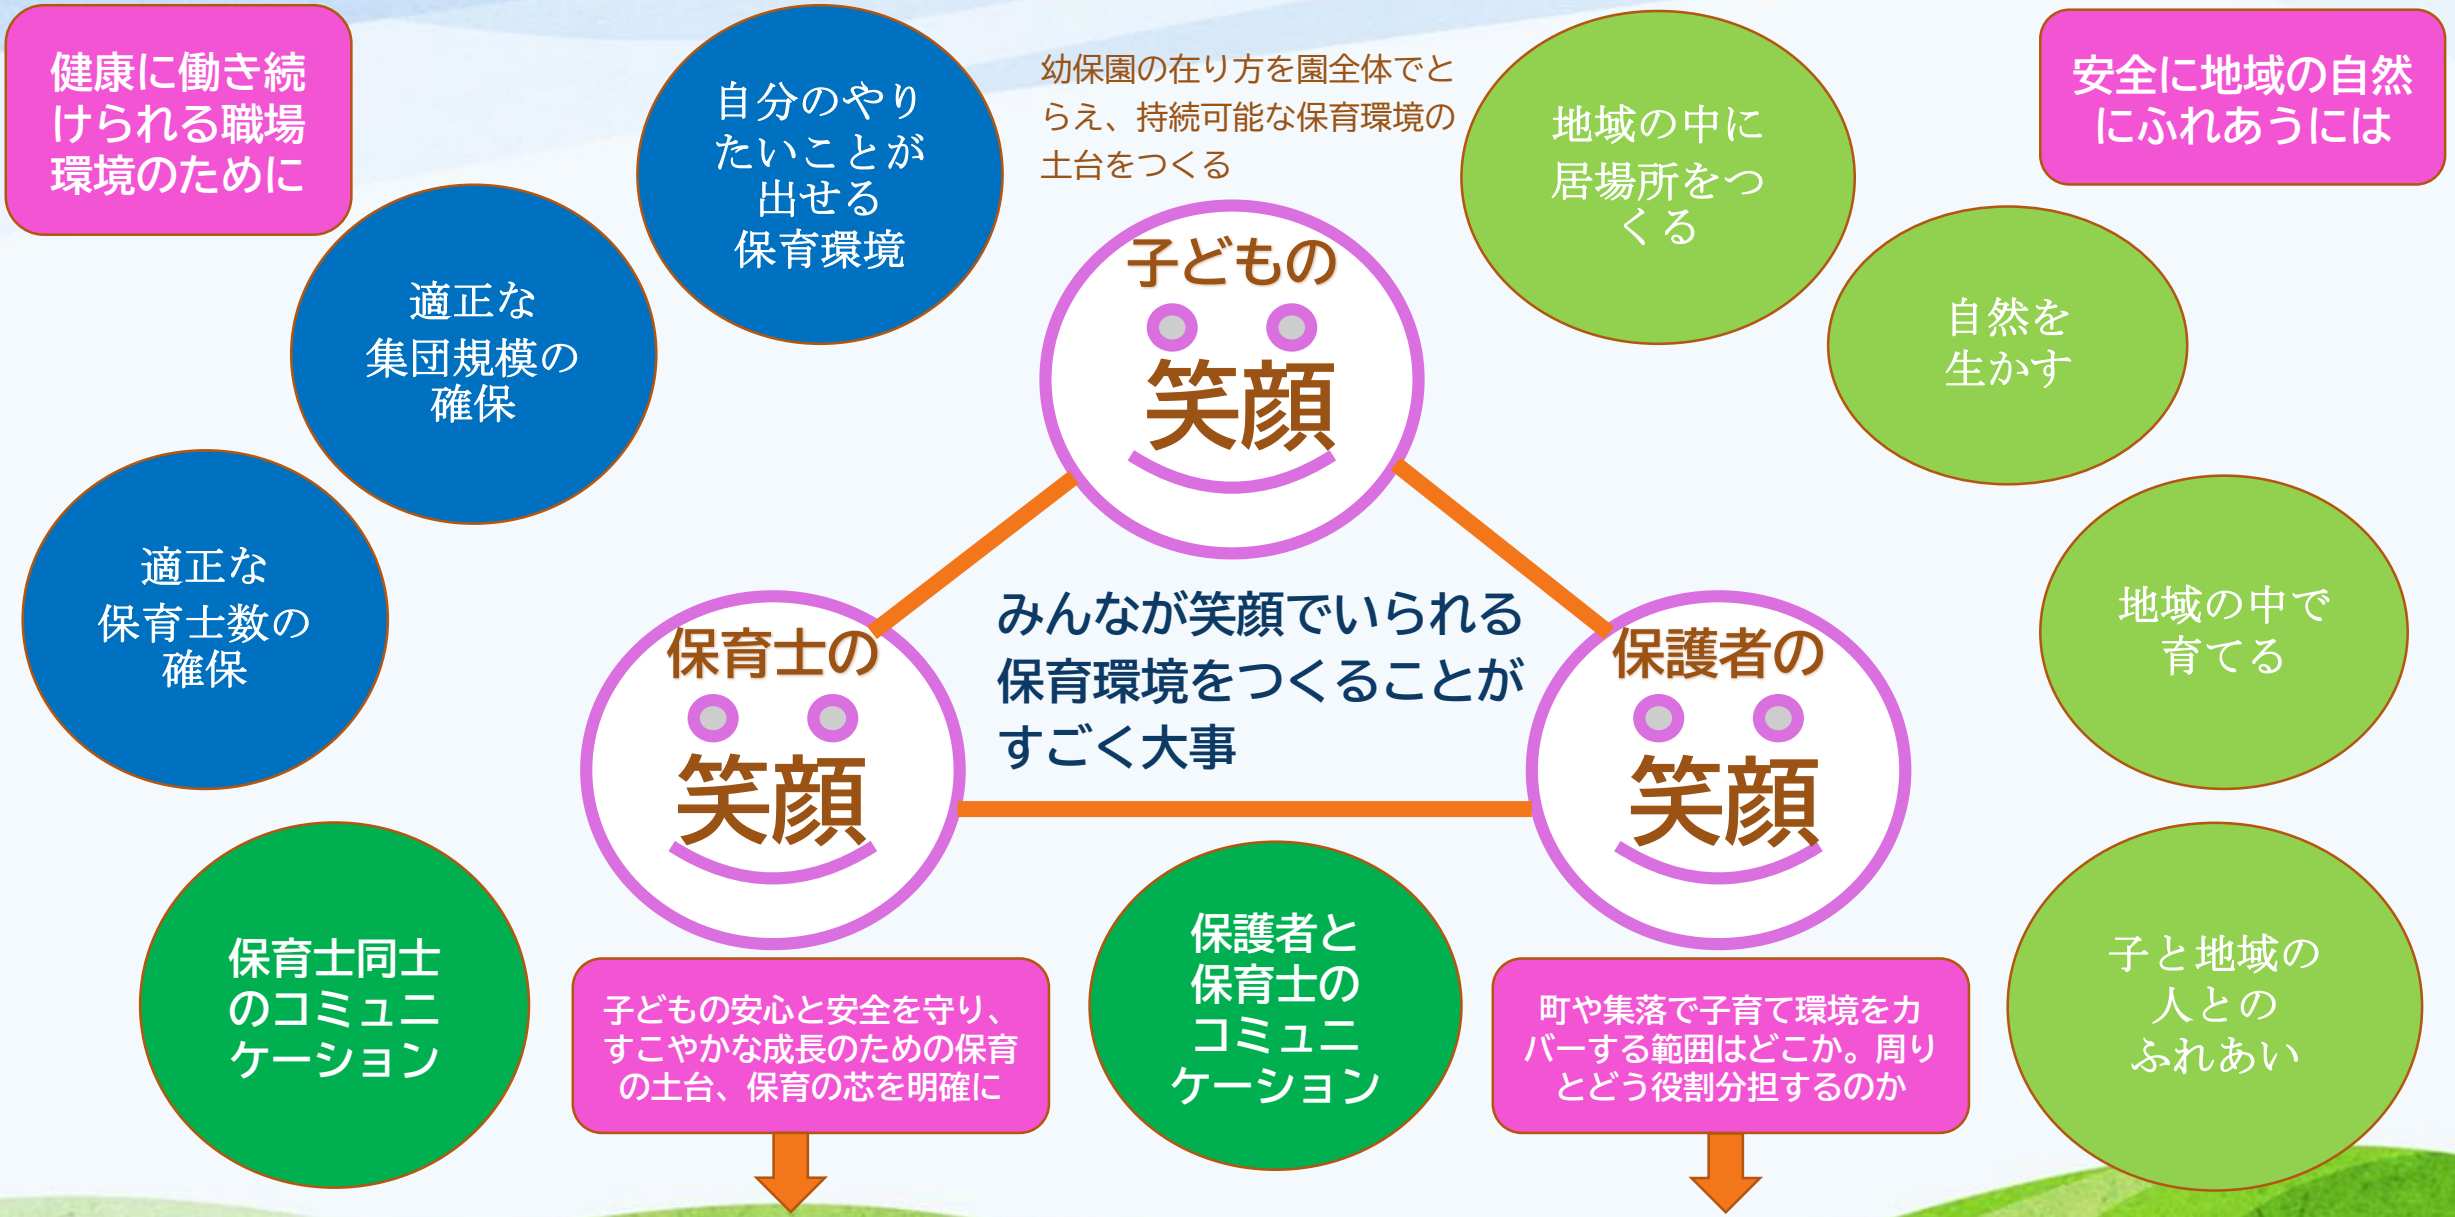 健康に働き続
けられる職場
環境のために
自分のやり
たいことが
出せる
保育環境
幼保園の在り方を園全体でと
らえ、持続可能な保育環境の
土台をつくる
地域の中に
居場所をつ
くる
安全に地域の自然
にふれあうには
適正な
集団規模の
確保
子どもの
笑顔
自然を
生かす
適正な
保育士数の
確保
保育士の
笑顔
みんなが笑顔でいられる
保育環境をつくることが
すごく大事
保護者の
笑顔
地域の中で
育てる
保育士同士
のコミュニ
ケーション
子どもの安心と安全を守り、
すこやかな成長のための保育
の土台、保育の芯を明確に
保護者と
保育士の
コミュニ
ケーション
町や集落で子育て環境をカ
バーする範囲はどこか。周り
とどう役割分担するのか
子と地域の
人との
ふれあい